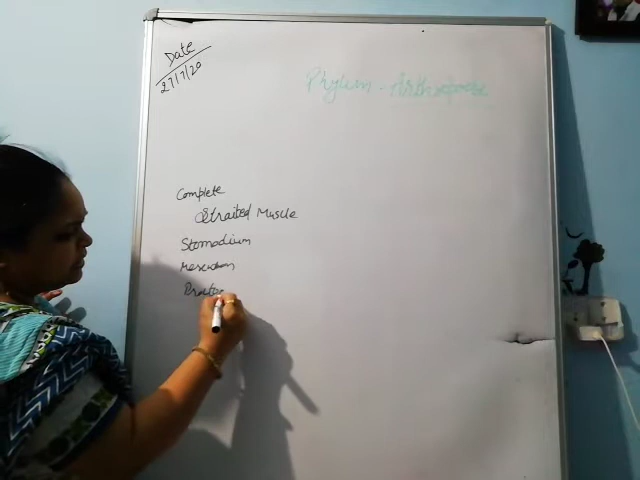 Date
27/7/20
Phylum - Arthropoda
Complete
Straited Muscle
Stomodium